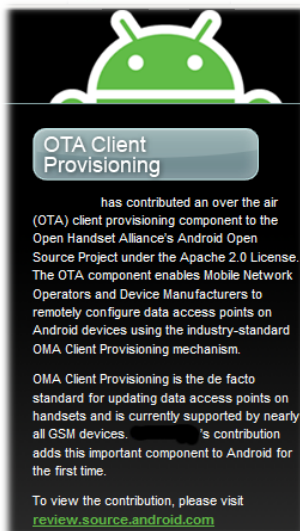 OTA Client
Provisioning
has contributed an over the air
(OTA) client provisioning component to the
Open Handset Alliance's Android Open
Source Project under the Apache 2.0 License.
The OTA component enables Mobile Network
Operators and Device Manufacturers to
remotely configure data access points on
Android devices using the industry-standard
OMA Client Provisioning mechanism.
OMA Client Provisioning is the de facto
standard for updating data access points on
handsets and is currently supported by nearly
all GSM devices. 's contribution
adds this important component to Android for
the first time.
To view the contribution, please visit
review.source.android.com